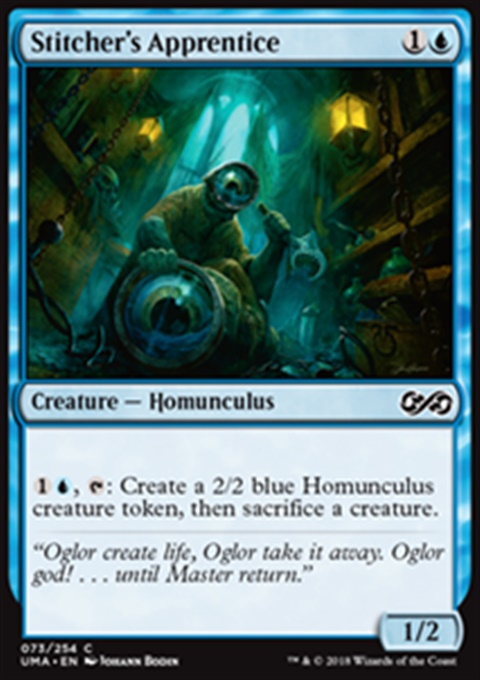 Stitcher's Apprentice 1
Creature — Homunculus
1 , : Create a 2/2 blue Homunculus
creature token, then sacrifice a creature.
"Oglor create life, Oglor take it away. Oglor
god! . . . until Master return."
1/2
073/254 C
UMA • EN Johann Bodin
™ & © 2018 Wizards of the Coast